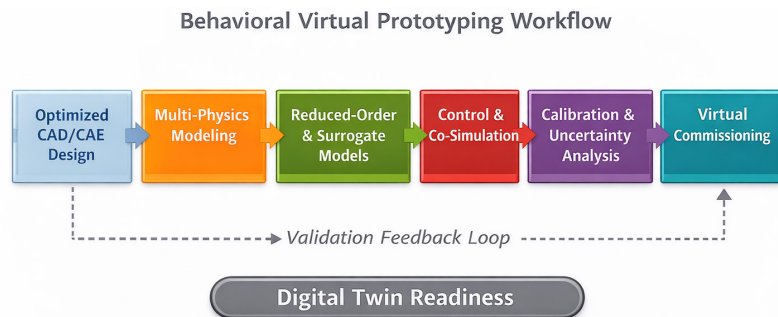 Behavioral Virtual Prototyping Workflow
Optimized
CAD/CAE
Design
Multi-Physics
Modeling
Reduced-Order
& Surrogate
Models
Control &
Co-Simulation
Calibration &
Uncertainty
Analysis
Virtual
Commissioning
Validation Feedback Loop
Digital Twin Readiness